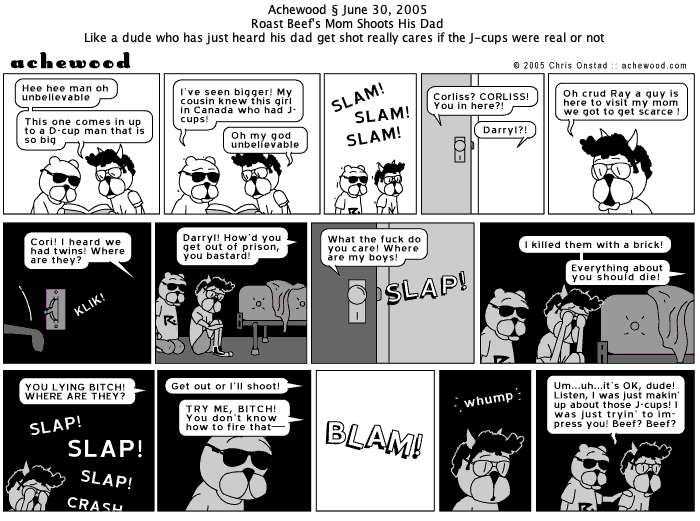 Achewood § June 30, 2005
Roast Beef's Mom Shoots His Dad
Like a dude who has just heard his dad get shot really cares if the J-cups were real or not
achewood
© 2005 Chris Onstad :: achewood.com
Hee hee man oh
unbelievable
This one comes in up
to a D-cup man that is
so big
I've seen bigger! My
cousin knew this girl
in Canada who had J-
cups!
Oh my god
unbelievable
SLAM!
SLAM!
SLAM!
Corliss? CORLISS!
You in here?!
Darryl?!
Oh crud Ray a guy is
here to visit my mom
we got to get scarce !
Cori! I heard we
had twins! Where
are they?
KLIK!
Darryl! How'd you
get out of prison,
you bastard!
What the fuck do
you care! Where
are my boys!
SLAP!
I killed them with a brick!
Everything about
you should die!
YOU LYING BITCH!
WHERE ARE THEY?
SLAP!
SLAP!
SLAP!
CRASH
Get out or I'll shoot!
TRY ME, BITCH!
You don't know
how to fire that—
BLAM!
whump
Um...uh...it's OK, dude!
Listen, I was just makin'
up about those J-cups! I
was just tryin' to im-
press you! Beef? Beef?